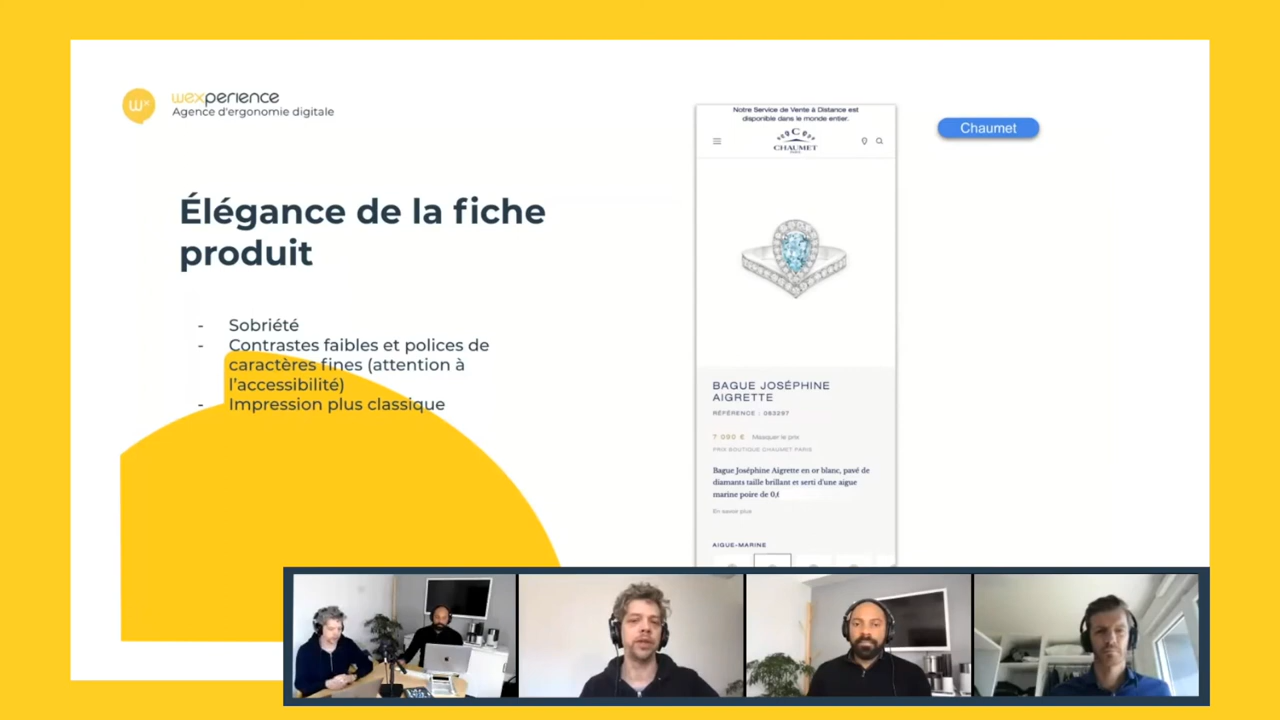 wexperience
Agence d'ergonomie digitale
Élégance de la fiche
produit
- Sobriété
- Contrastes faibles et polices de
caractères fines (attention à
l'accessibilité)
- Impression plus classique
Notre Service de Vente à Distance est
disponible dans le monde entier.
CHAUMET
PARIS
Chaumet
BAGUE JOSÉPHINE
AIGRETTE
RÉFÉRENCE : 083297
7 090 € Masquer le prix
PRIX BOUTIQUE CHAUMET PARIS
Bague Joséphine Aigrette en or blanc, pavé de
diamants taille brillant et serti d'une aigue
marine poire de
En savoir plus
AIGUE-MARINE